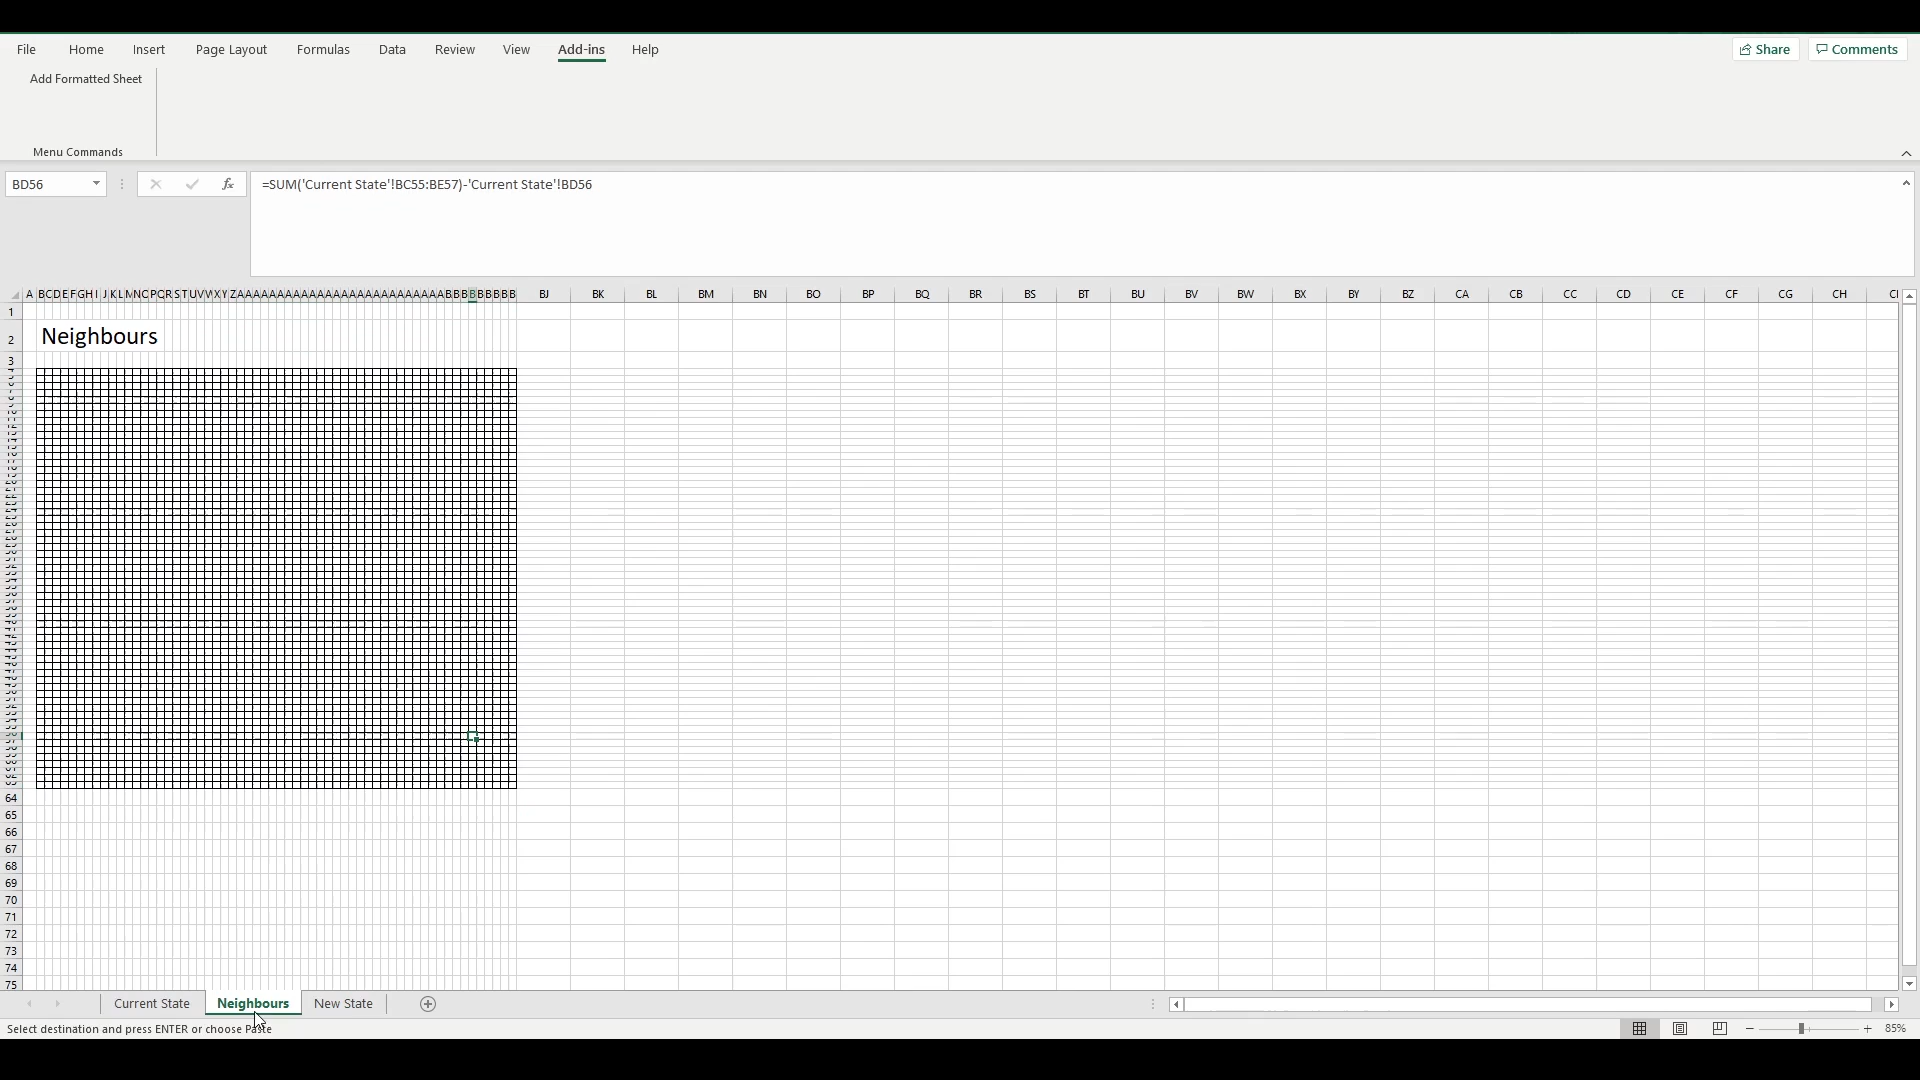 File Home Insert Page Layout Formulas Data Review View Add-ins Help Share Comments
Add Formatted Sheet
Menu Commands
BD56 fx =SUM('Current State'!BC55:BE57)-'Current State'!BD56
A B C D E F G H I J K L M N O P Q R S T U V W X Y Z A A A A A A A A A A A A A A A A A A A A A A A A A A B B B B B B B B B BJ BK BL BM BN BO BP BQ BR BS BT BU BV BW BX BY BZ CA CB CC CD CE CF CG CH
1
2 Neighbours
3
64
65
66
67
68
69
70
71
72
73
74
75
Current State Neighbours New State
Select destination and press ENTER or choose Paste 85%